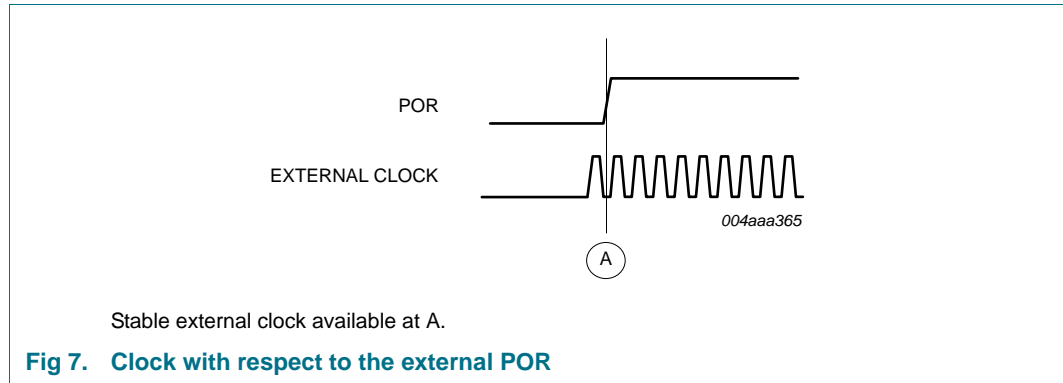 POR
EXTERNAL CLOCK
004aaa365
A
Stable external clock available at A.
Fig 7. Clock with respect to the external POR